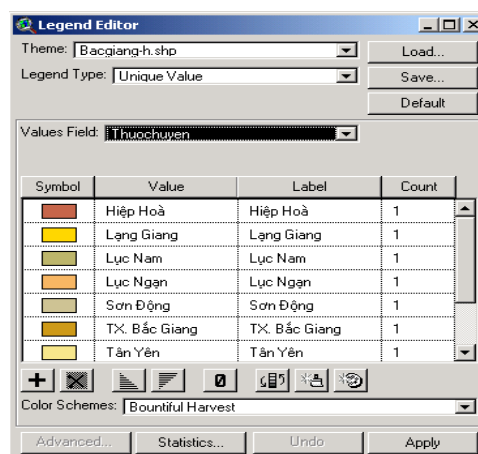 Legend Editor
Theme: Bacgiang-h.shp
Load...
Legend Type: Unique Value
Save...
Default
Values Field: Thuochuyen
Symbol Value Label Count
Hiệp Hoà Hiệp Hoà 1
Lạng Giang Lạng Giang 1
Lục Nam Lục Nam 1
Lục Ngạn Lục Ngạn 1
Sơn Động Sơn Động 1
TX. Bắc Giang TX. Bắc Giang 1
Tân Yên Tân Yên 1
Color Schemes: Bountiful Harvest
Advanced... Statistics... Undo Apply